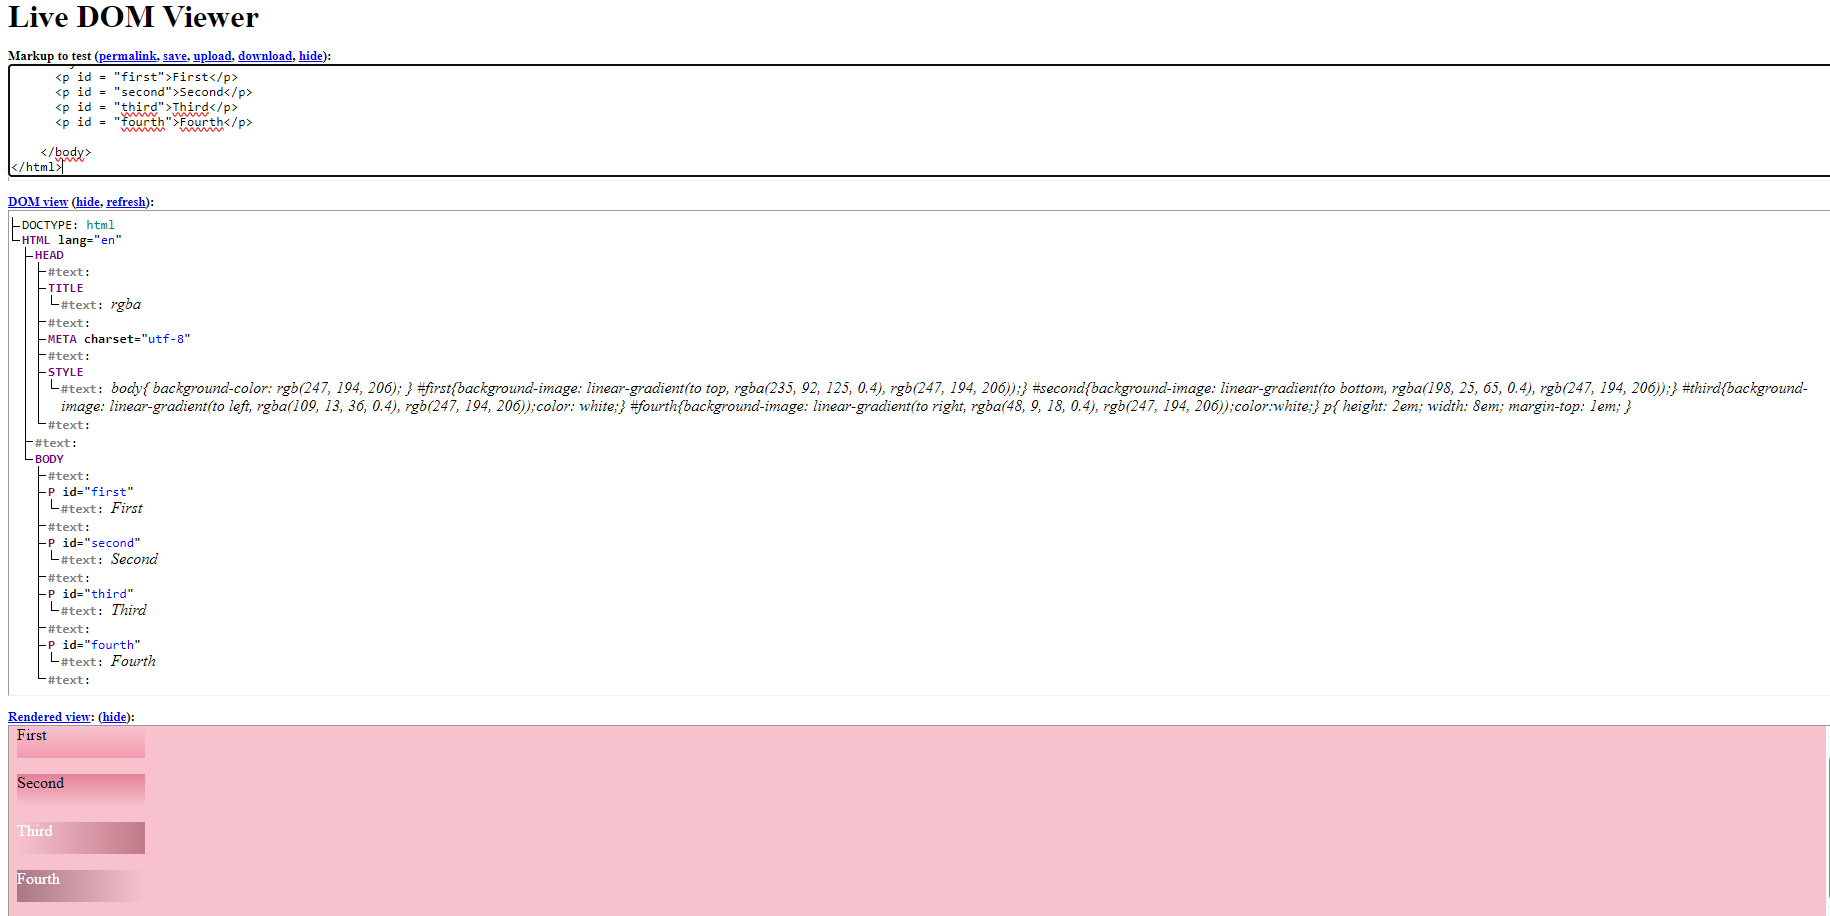 Live DOM Viewer
Markup to test (permalink, save, upload, download, hide):
<p id = "first">First</p>
<p id = "second">Second</p>
<p id = "third">Third</p>
<p id = "fourth">Fourth</p>
</body>
</html>
DOM view (hide, refresh):
DOCTYPE: html
HTML lang="en"
HEAD
#text:
TITLE
#text: rgba
#text:
META charset="utf-8"
#text:
STYLE
#text: body{ background-color: rgb(247, 194, 206); } #first{background-image: linear-gradient(to top, rgba(235, 92, 125, 0.4), rgb(247, 194, 206));} #second{background-image: linear-gradient(to bottom, rgba(198, 25, 65, 0.4), rgb(247, 194, 206));} #third{background-
image: linear-gradient(to left, rgba(109, 13, 36, 0.4), rgb(247, 194, 206));color: white;} #fourth{background-image: linear-gradient(to right, rgba(48, 9, 18, 0.4), rgb(247, 194, 206));color:white;} p{ height: 2em; width: 8em; margin-top: 1em; }
#text:
#text:
BODY
#text:
P id="first"
#text: First
#text:
P id="second"
#text: Second
#text:
P id="third"
#text: Third
#text:
P id="fourth"
#text: Fourth
#text:
Rendered view: (hide):
First
Second
Third
Fourth